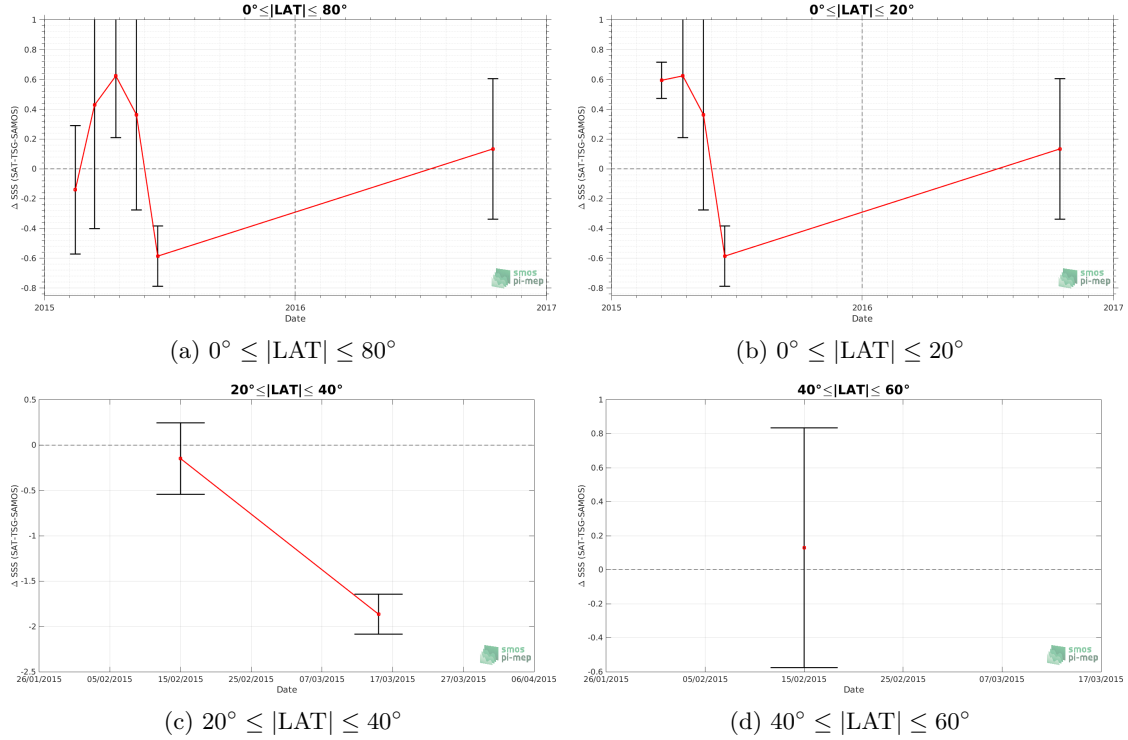 0°≤|LAT|≤ 80°
1
0.8
0.6
0.4
0.2
0
-0.2
-0.4
-0.6
-0.8
Δ SSS (SAT-TSG-SAMOS)
2015
2016
2017
Date
smos
pi-mep
(a) 0° ≤ |LAT| ≤ 80°
0°≤|LAT|≤ 20°
1
0.8
0.6
0.4
0.2
0
-0.2
-0.4
-0.6
-0.8
Δ SSS (SAT-TSG-SAMOS)
2015
2016
2017
Date
smos
pi-mep
(b) 0° ≤ |LAT| ≤ 20°
20°≤|LAT|≤ 40°
0.5
0
-0.5
-1
-1.5
-2
-2.5
Δ SSS (SAT-TSG-SAMOS)
26/01/2015
05/02/2015
15/02/2015
25/02/2015
07/03/2015
17/03/2015
27/03/2015
06/04/2015
Date
smos
pi-mep
(c) 20° ≤ |LAT| ≤ 40°
40°≤|LAT|≤ 60°
1
0.8
0.6
0.4
0.2
0
-0.2
-0.4
-0.6
Δ SSS (SAT-TSG-SAMOS)
26/01/2015
05/02/2015
15/02/2015
25/02/2015
07/03/2015
17/03/2015
Date
smos
pi-mep
(d) 40° ≤ |LAT| ≤ 60°